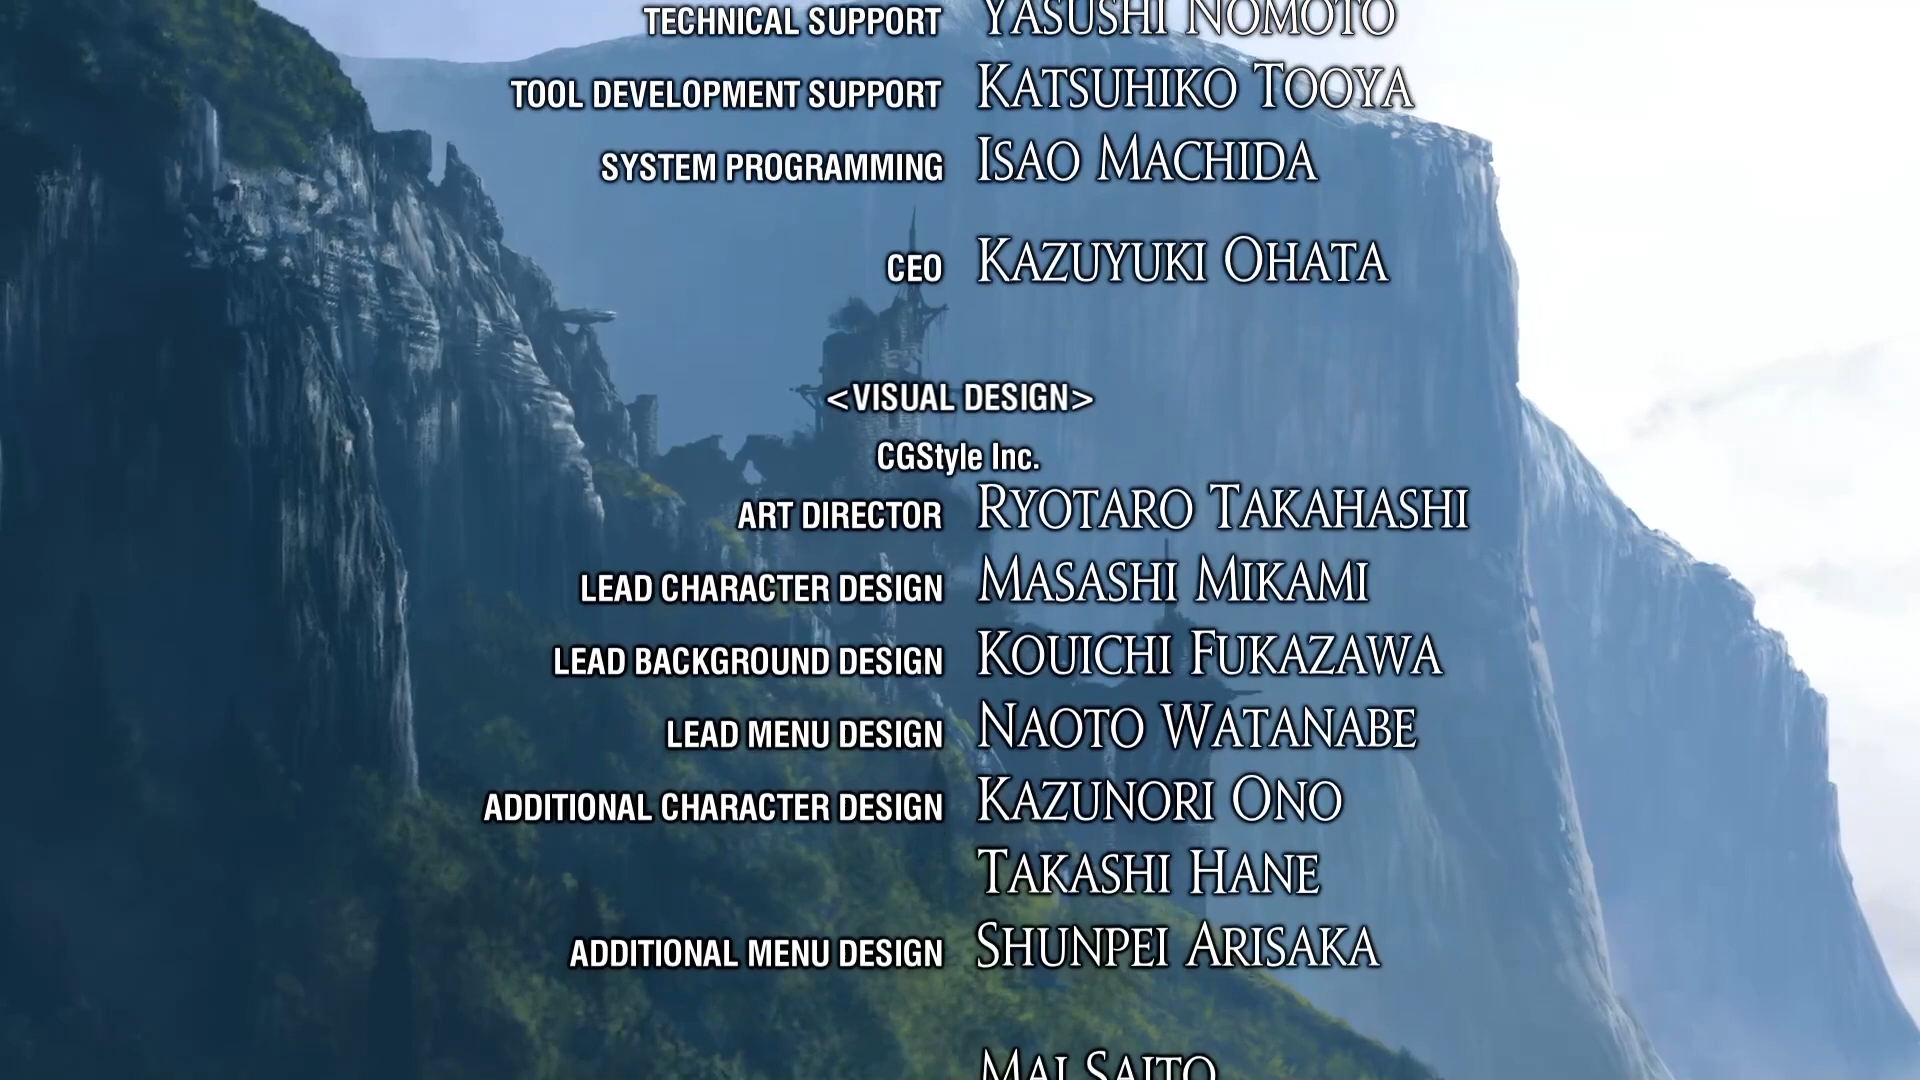 TECHNICAL SUPPORT YASUSHI NOMOTO
TOOL DEVELOPMENT SUPPORT KATSUHIKO TOOYA
SYSTEM PROGRAMMING ISAO MACHIDA
CEO KAZUYUKI OHATA
<VISUAL DESIGN>
CGStyle Inc.
ART DIRECTOR RYOTARO TAKAHASHI
LEAD CHARACTER DESIGN MASASHI MIKAMI
LEAD BACKGROUND DESIGN KOUICHI FUKAZAWA
LEAD MENU DESIGN NAOTO WATANABE
ADDITIONAL CHARACTER DESIGN KAZUNORI ONO
TAKASHI HANE
ADDITIONAL MENU DESIGN SHUNPEI ARISAKA
MAI SAITO